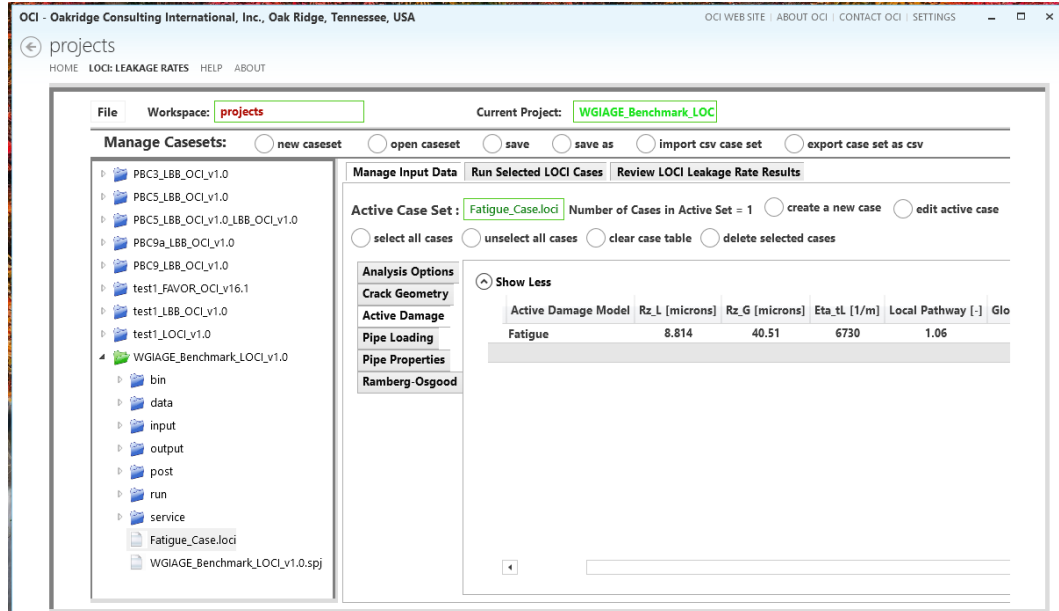 OCI - Oakridge Consulting International, Inc., Oak Ridge, Tennessee, USA
OCI WEB SITE | ABOUT OCI | CONTACT OCI | SETTINGS
projects
HOME LOCI: LEAKAGE RATES HELP ABOUT
File Workspace: projects Current Project: WGIAGE_Benchmark_LOC
Manage Casesets: new caseset open caseset save save as import csv case set export case set as csv
PBC3_LBB_OCI_v1.0
PBC5_LBB_OCI_v1.0
PBC5_LBB_OCI_v1.0_LBB_OCI_v1.0
PBC9a_LBB_OCI_v1.0
PBC9_LBB_OCI_v1.0
test1_FAVOR_OCI_v16.1
test1_LBB_OCI_v1.0
test1_LOCI_v1.0
WGIAGE_Benchmark_LOCI_v1.0
bin
data
input
output
post
run
service
Fatigue_Case.loci
WGIAGE_Benchmark_LOCI_v1.0.spj
Manage Input Data Run Selected LOCI Cases Review LOCI Leakage Rate Results
Active Case Set : Fatigue_Case.loci Number of Cases in Active Set = 1 create a new case edit active case
select all cases unselect all cases clear case table delete selected cases
Analysis Options
Crack Geometry
Active Damage
Pipe Loading
Pipe Properties
Ramberg-Osgood
Show Less
Active Damage Model Rz_L [microns] Rz_G [microns] Eta_tL [1/m] Local Pathway [-] Glo
Fatigue 8.814 40.51 6730 1.06